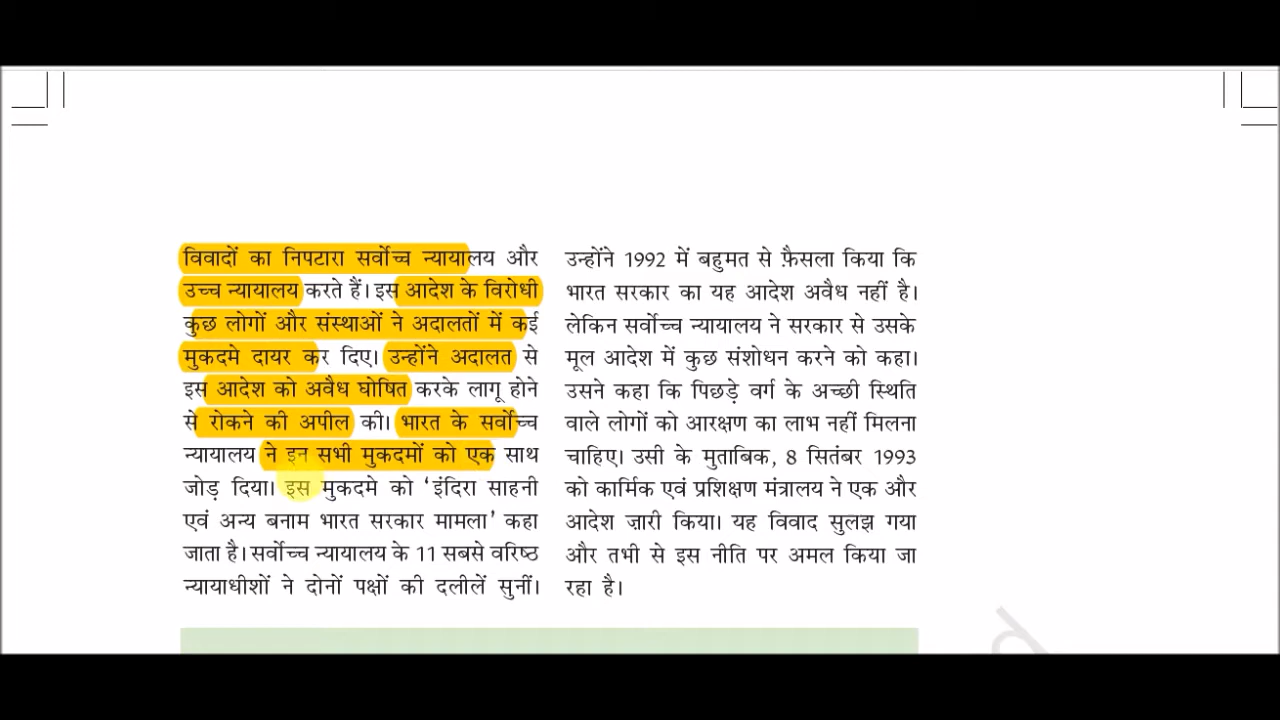 विवादों का निपटारा सर्वोच्च न्यायालय और
उच्च न्यायालय करते हैं। इस आदेश के विरोधी
कुछ लोगों और संस्थाओं ने अदालतों में कई
मुकदमे दायर कर दिए। उन्होंने अदालत से
इस आदेश को अवैध घोषित करके लागू होने
से रोकने की अपील की। भारत के सर्वोच्च
न्यायालय ने इन सभी मुकदमों को एक साथ
जोड़ दिया। इस मुकदमे को ‘इंदिरा साहनी
एवं अन्य बनाम भारत सरकार मामला’ कहा
जाता है। सर्वोच्च न्यायालय के 11 सबसे वरिष्ठ
न्यायाधीशों ने दोनों पक्षों की दलीलें सुनीं।
उन्होंने 1992 में बहुमत से फ़ैसला किया कि
भारत सरकार का यह आदेश अवैध नहीं है।
लेकिन सर्वोच्च न्यायालय ने सरकार से उसके
मूल आदेश में कुछ संशोधन करने को कहा।
उसने कहा कि पिछड़े वर्ग के अच्छी स्थिति
वाले लोगों को आरक्षण का लाभ नहीं मिलना
चाहिए। उसी के मुताबिक, 8 सितंबर 1993
को कार्मिक एवं प्रशिक्षण मंत्रालय ने एक और
आदेश जारी किया। यह विवाद सुलझ गया
और तभी से इस नीति पर अमल किया जा
रहा है।